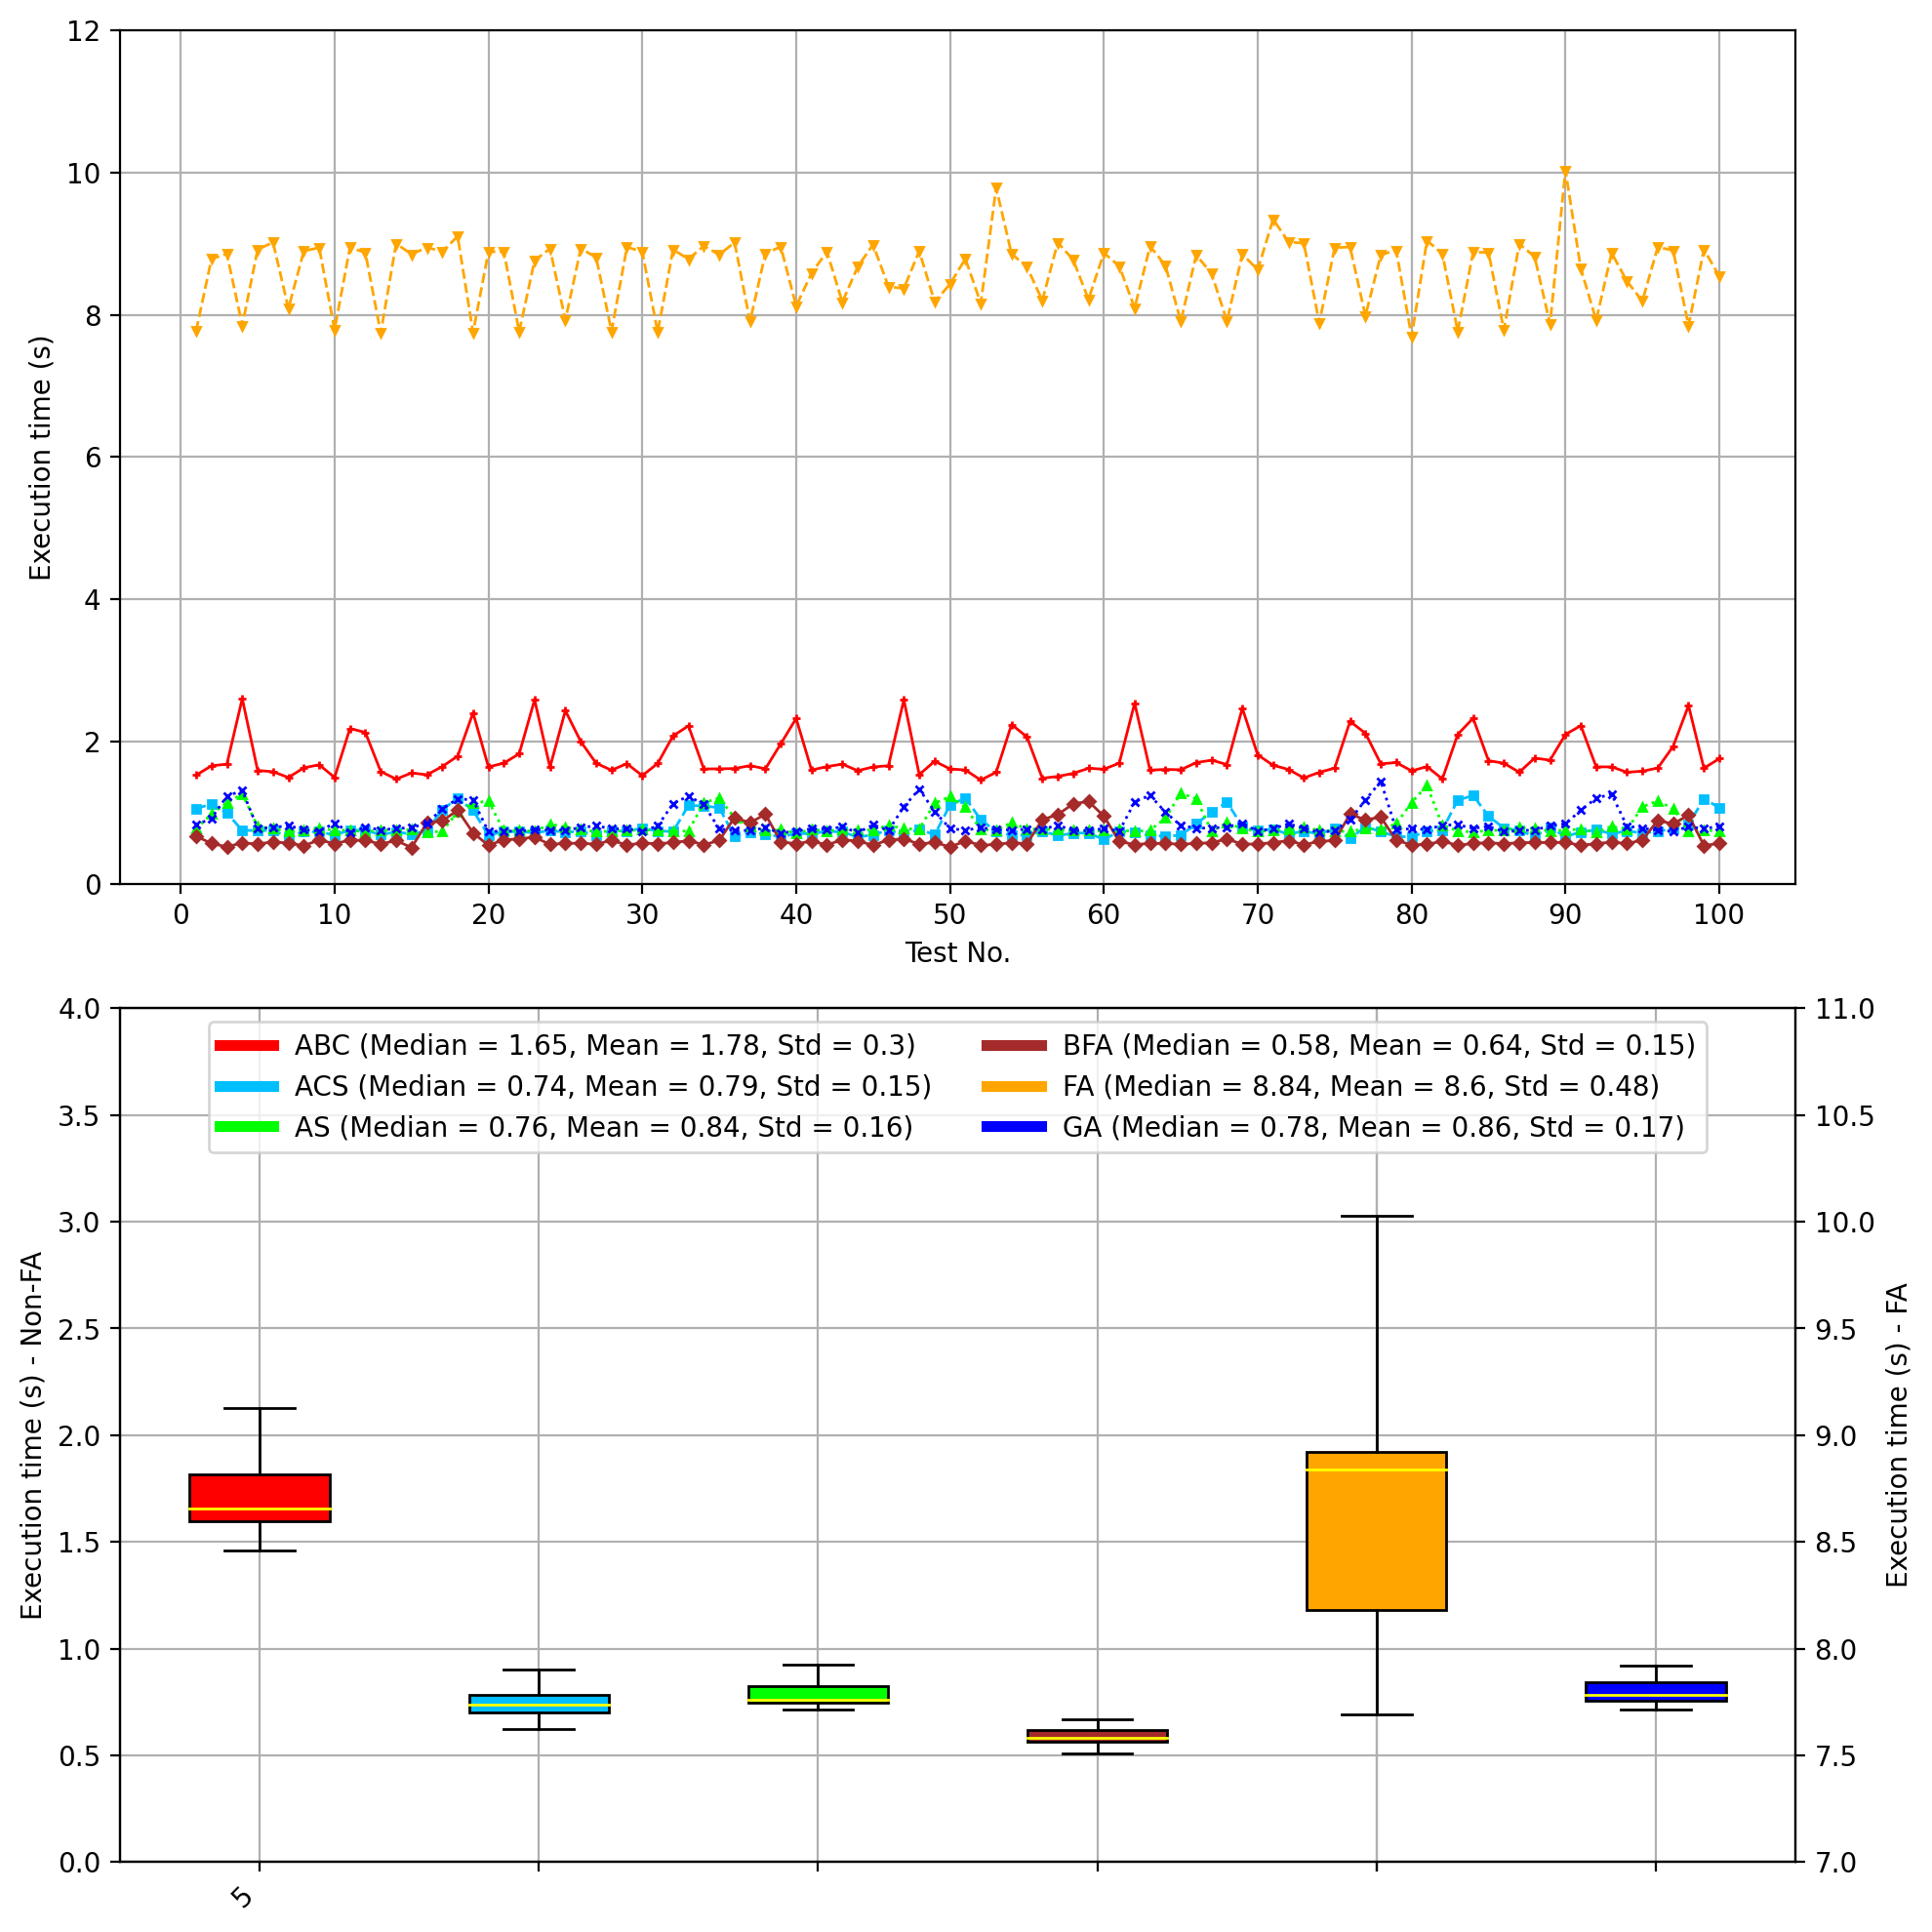 12
10
8
6
4
2
0
Execution time (s)
0 10 20 30 40 50 60 70 80 90 100
Test No.
4.0
3.5
3.0
2.5
2.0
1.5
1.0
0.5
0.0
Execution time (s) - Non-FA
ABC (Median = 1.65, Mean = 1.78, Std = 0.3)
ACS (Median = 0.74, Mean = 0.79, Std = 0.15)
AS (Median = 0.76, Mean = 0.84, Std = 0.16)
BFA (Median = 0.58, Mean = 0.64, Std = 0.15)
FA (Median = 8.84, Mean = 8.6, Std = 0.48)
GA (Median = 0.78, Mean = 0.86, Std = 0.17)
11.0
10.5
10.0
9.5
9.0
8.5
8.0
7.5
7.0
Execution time (s) - FA
5